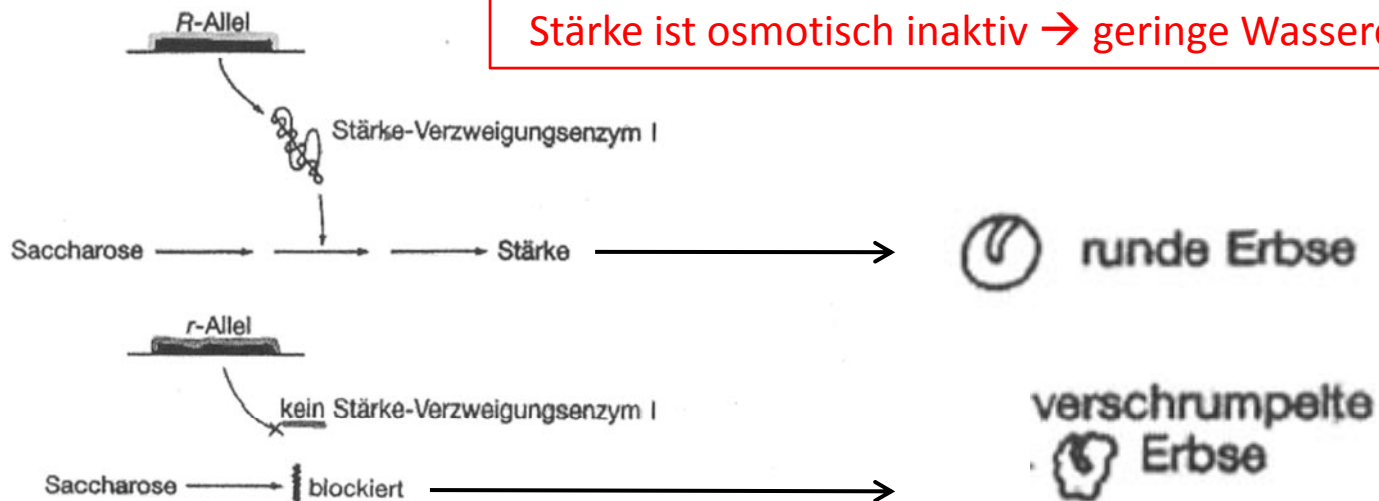 Stärke ist osmotisch inaktiv → geringe
R-Allel
Stärke-Verzweigungsenzym I
Saccharose
Stärke
runde Erbse
r-Allel
kein Stärke-Verzweigungsenzym I
verschrumpelte
Erbse
Saccharose
blockiert